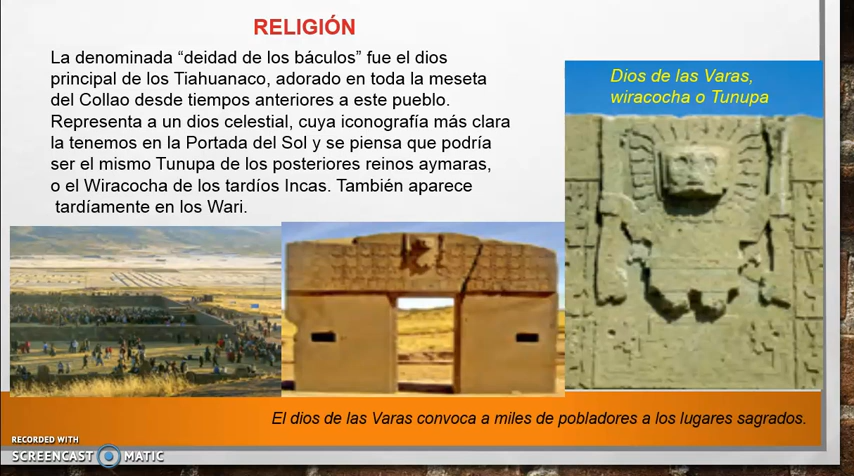 RELIGIÓN
La denominada “deidad de los báculos” fue el dios
principal de los Tiahuanaco, adorado en toda la meseta
del Collao desde tiempos anteriores a este pueblo.
Representa a un dios celestial, cuya iconografía más clara
la tenemos en la Portada del Sol y se piensa que podría
ser el mismo Tunupa de los posteriores reinos aymaras,
o el Wiracocha de los tardíos Incas. También aparece
tardíamente en los Wari.
Dios de las Varas,
wiracocha o Tunupa
El dios de las Varas convoca a miles de pobladores a los lugares sagrados.
RECORDED WITH
SCREENCAST MATIC